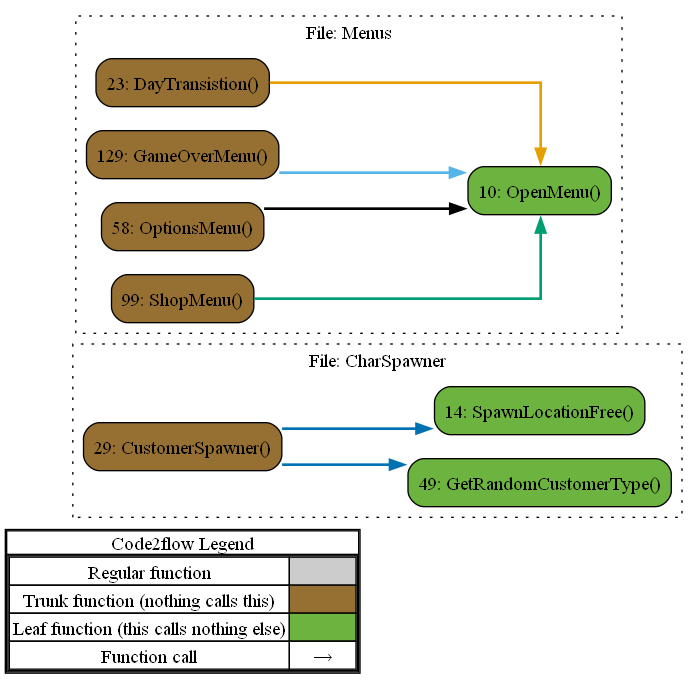 File: Menus
23: DayTransistion()
129: GameOverMenu()
10: OpenMenu()
58: OptionsMenu()
99: ShopMenu()
File: CharSpawner
14: SpawnLocationFree()
29: CustomerSpawner()
49: GetRandomCustomerType()
Code2flow Legend
Regular function
Trunk function (nothing calls this)
Leaf function (this calls nothing else)
Function call →